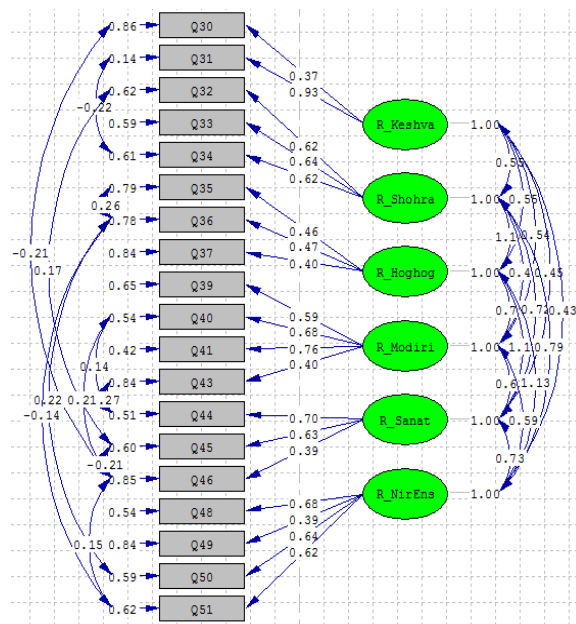 0.86 Q30
0.14 Q31
0.62 Q32
0.59 Q33
0.61 Q34
0.79 Q35
0.78 Q36
0.84 Q37
0.65 Q39
0.54 Q40
0.42 Q41
0.84 Q43
0.51 Q44
0.60 Q45
0.85 Q46
0.54 Q48
0.84 Q49
0.59 Q50
0.62 Q51
-0.22
0.26
-0.21
0.17
0.14
0.22
0.21
-0.14
-0.21
0.15
0.37
0.93
0.62
0.64
0.62
0.46
0.47
0.40
0.59
0.68
0.76
0.40
0.70
0.63
0.39
0.68
0.39
0.64
0.62
R_Keshva 1.00
R_Shohra 1.00
R_Hoghog 1.00
R_Modiri 1.00
R_Sanat 1.00
R_NirEns 1.00
0.55
0.54
0.45
0.43
0.79
1.13
0.59
0.73